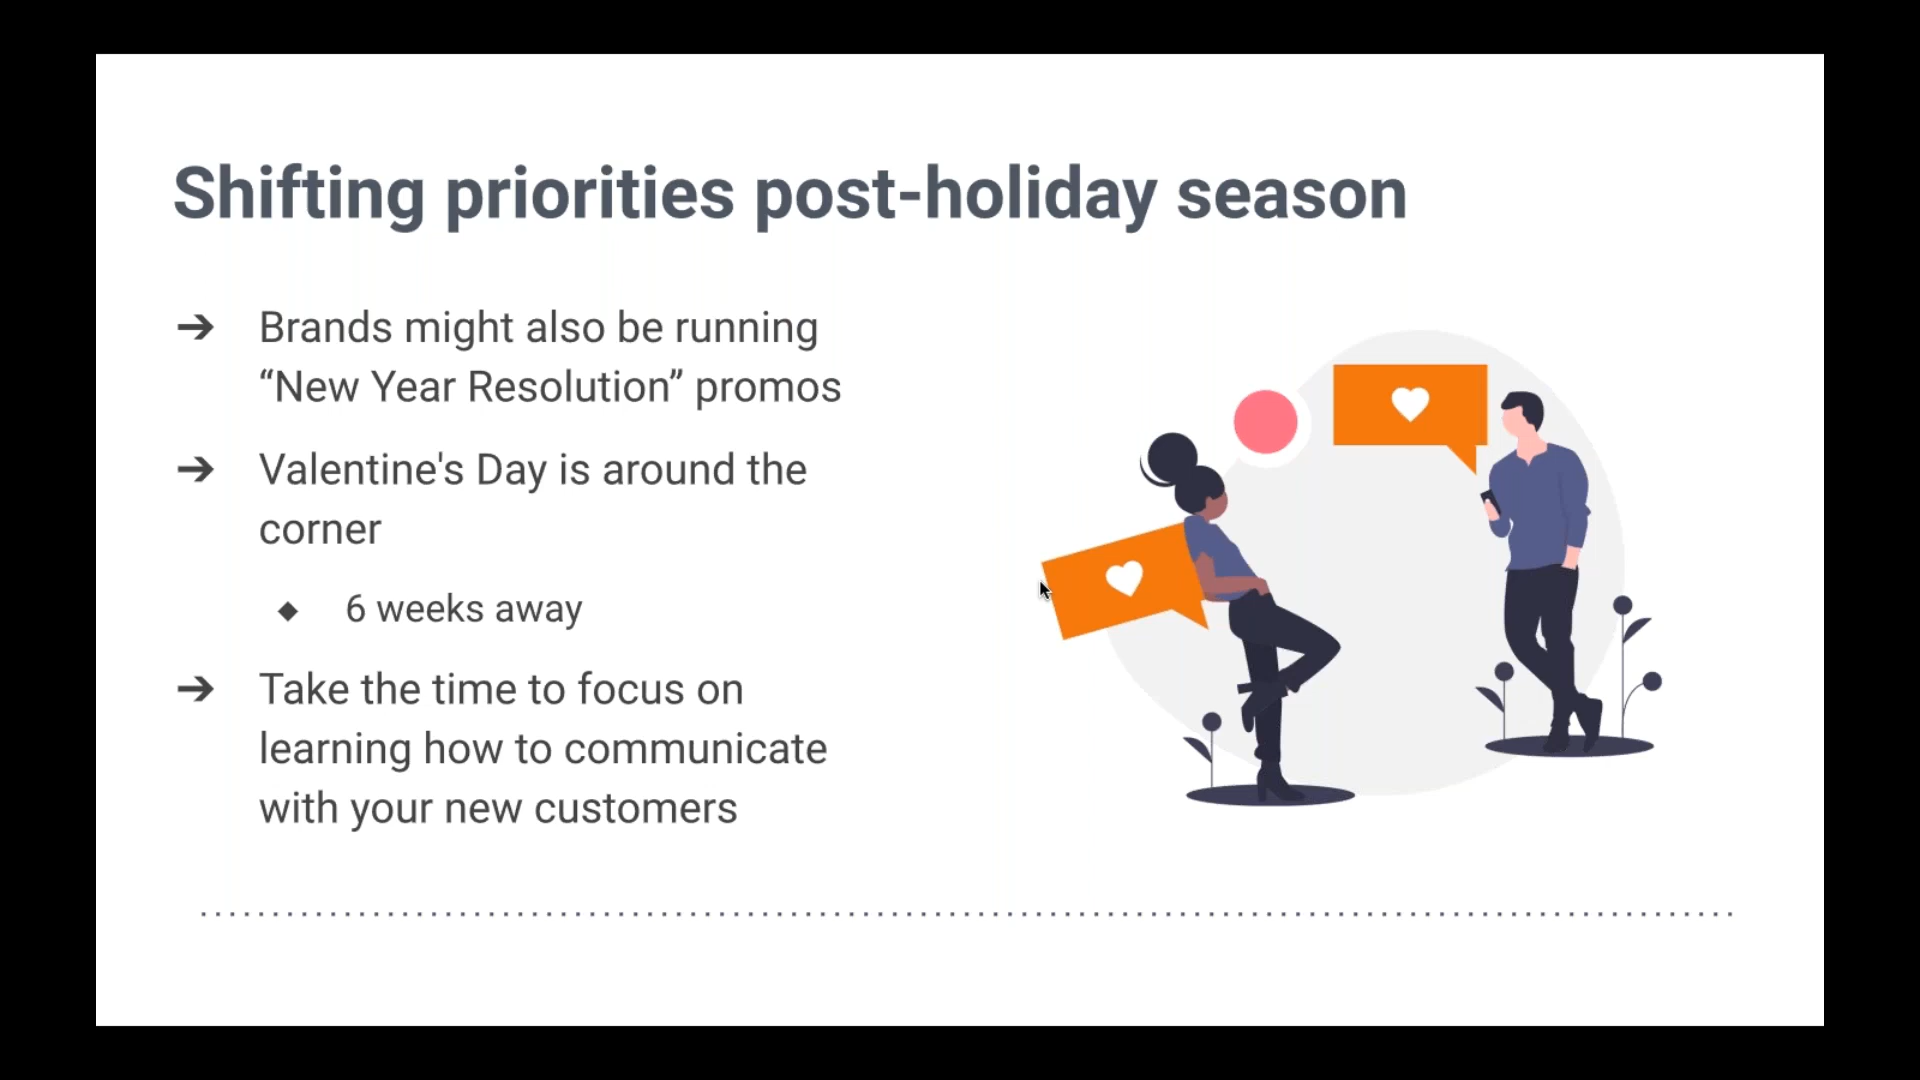 Shifting priorities post-holiday season
➔ Brands might also be running
“New Year Resolution” promos
➔ Valentine's Day is around the
corner
◆ 6 weeks away
➔ Take the time to focus on
learning how to communicate
with your new customers